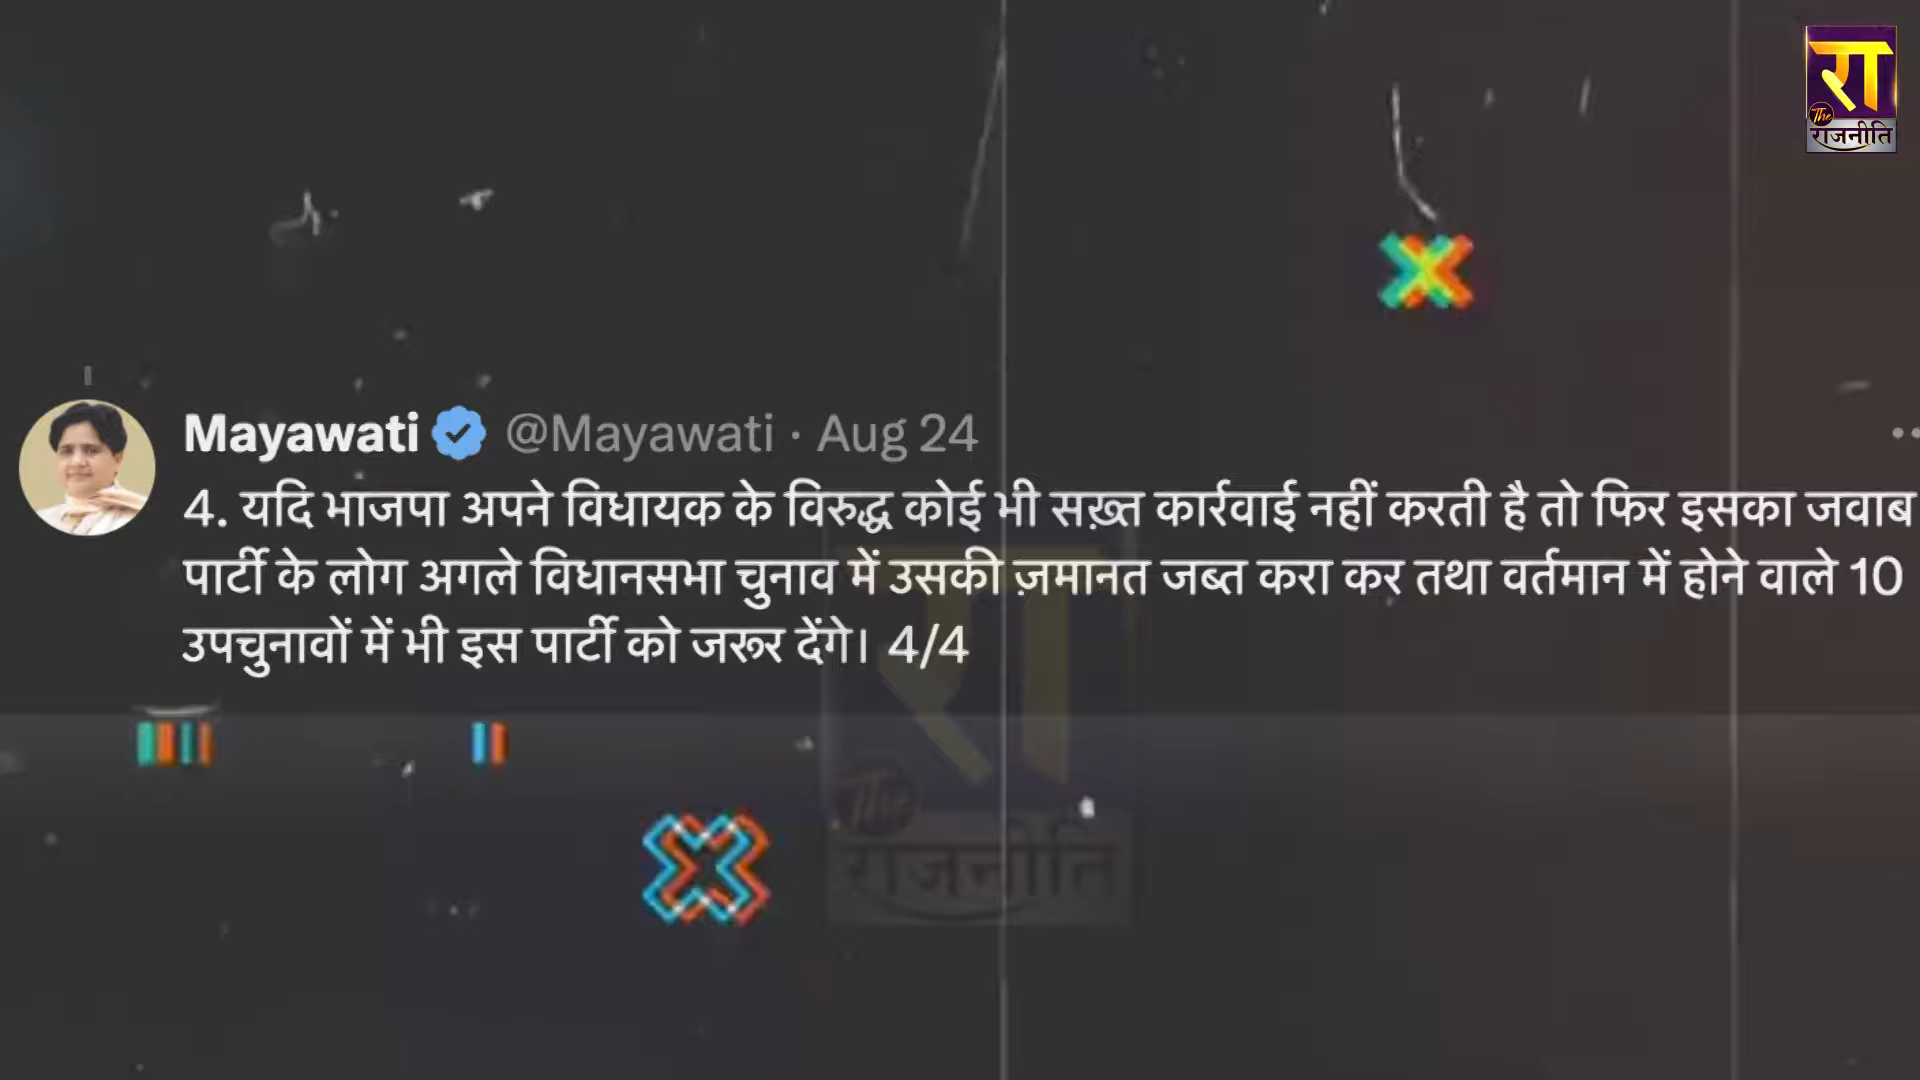 रा
The
राजनीति
Mayawati @Mayawati · Aug 24
4. यदि भाजपा अपने विधायक के विरुद्ध कोई भी सख़्त कार्रवाई नहीं करती है तो फिर इसका जवाब
पार्टी के लोग अगले विधानसभा चुनाव में उसकी ज़मानत जब्त करा कर तथा वर्तमान में होने वाले 10
उपचुनावों में भी इस पार्टी को जरूर देंगे। 4/4
रा
The
राजनीति